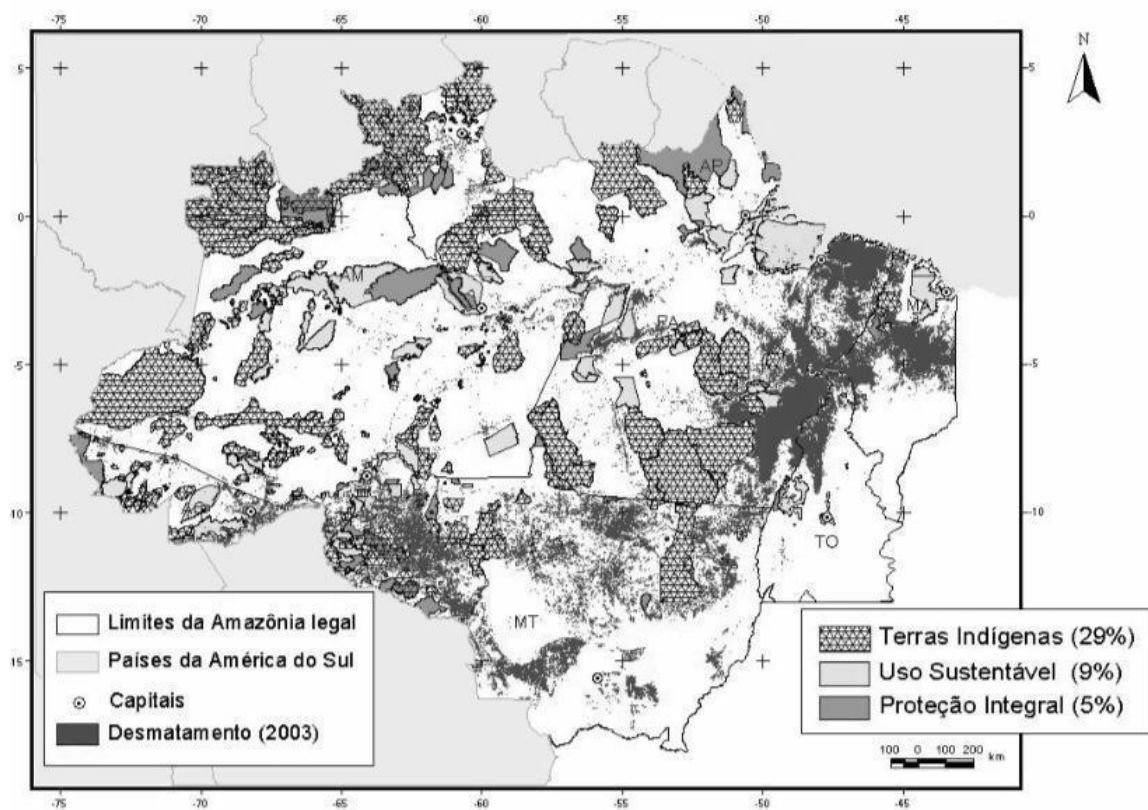 -75 -70 -65 -60 -55 -50 -45
N
5 5
AP
0 0
AM
MA
PA
-5 -5
-10 -10
TO
MT
-15 -15
Limites da Amazônia legal
Países da América do Sul
Capitais
Desmatamento (2003)
Terras Indígenas (29%)
Uso Sustentável (9%)
Proteção Integral (5%)
100 0 100 200
km
-75 -70 -65 -60 -55 -50 -45